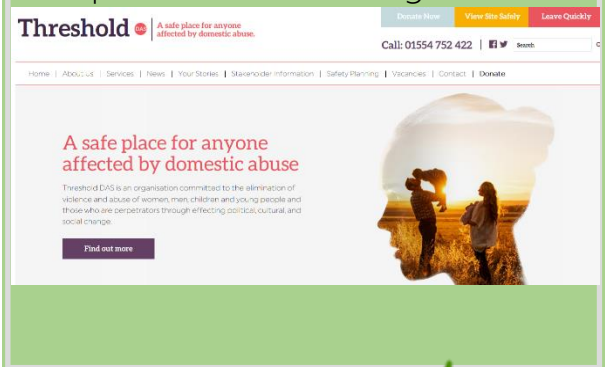 Donate Now View Site Safely Leave Quickly
Threshold DAS A safe place for anyone
affected by domestic abuse.
Call: 01554 752 422 | Search
Home | About us | Services | News | Your Stories | Stakeholder Information | Safety Planning | Vacancies | Contact | Donate
A safe place for anyone
affected by domestic abuse
Threshold DAS is an organisation committed to the elimination of
violence and abuse of women, men, children and young people and
those who are perpetrators through effecting political, cultural, and
social change.
Find out more